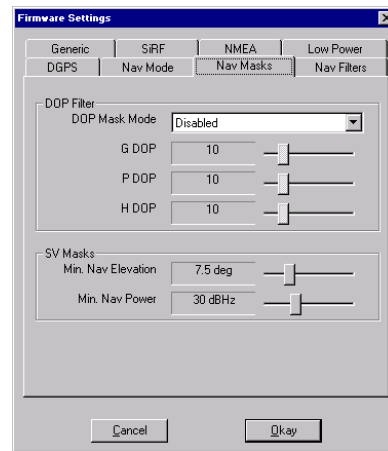 Firmware Settings
Generic SiRF NMEA Low Power
DGPS Nav Mode Nav Masks Nav Filters
DOP Filter
DOP Mask Mode Disabled
G DOP 10
P DOP 10
H DOP 10
SV Masks
Min. Nav Elevation 7.5 deg
Min. Nav Power 30 dBHz
Cancel Okay